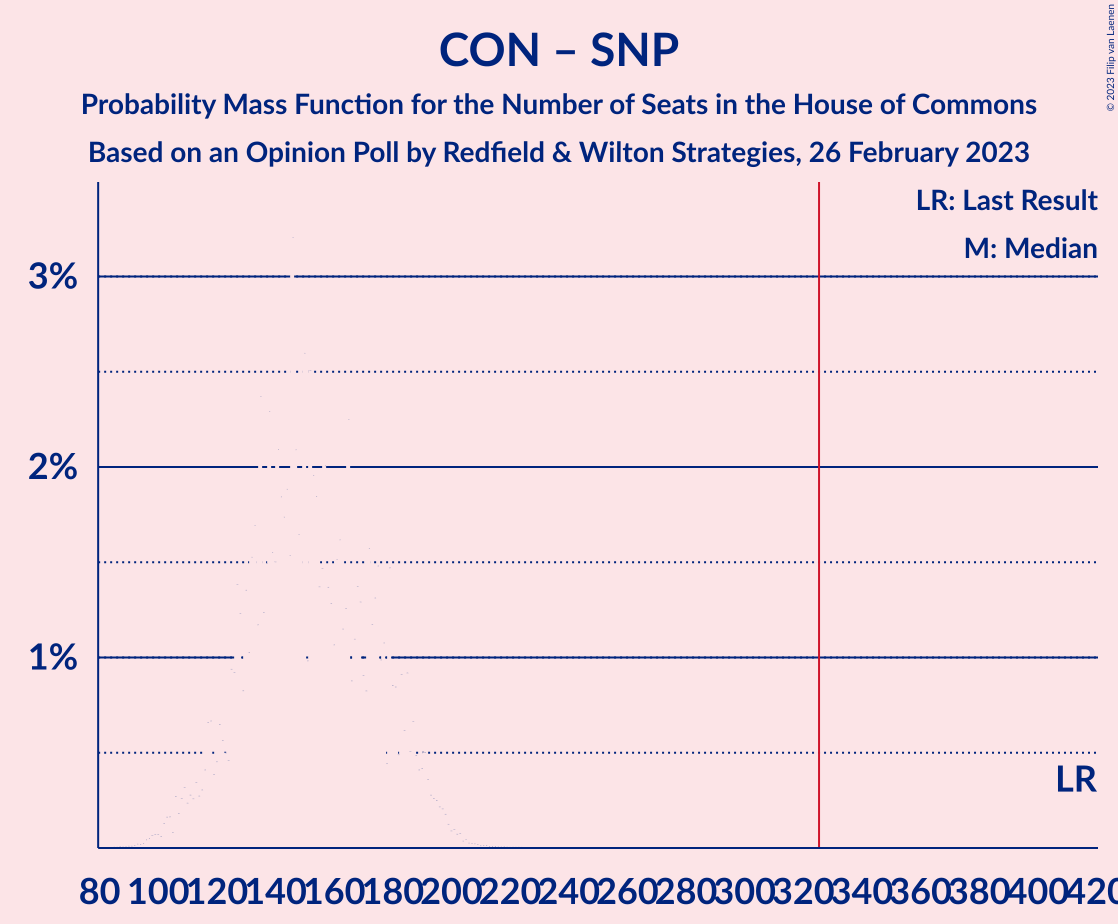 CON – SNP
Probability Mass Function for the Number of Seats in the House of Commons
Based on an Opinion Poll by Redfield & Wilton Strategies, 26 February 2023
© 2023 Filip van Laenen
LR: Last Result
M: Median
3%
2%
1%
LR
80 100 120 140 160 180 200 220 240 260 280 300 320 340 360 380 400 420